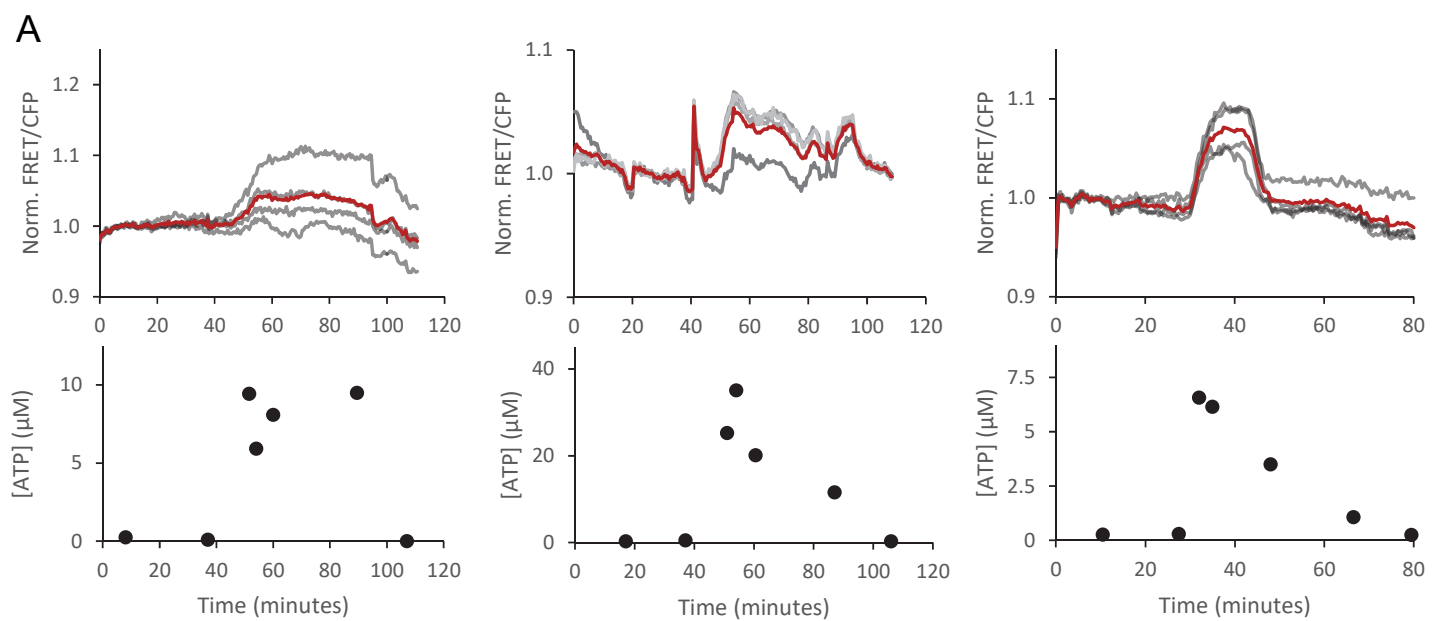 A
Norm. FRET/CFP
1.2
1.1
1.0
0.9
0 20 40 60 80 100 120
Norm. FRET/CFP
1.1
1.0
0.9
0 20 40 60 80 100 120
Norm. FRET/CFP
1.1
1.0
0.9
0 20 40 60 80
[ATP] (µM)
10
5
0
0 20 40 60 80 100 120
Time (minutes)
[ATP] (µM)
40
20
0
0 20 40 60 80 100 120
Time (minutes)
[ATP] (µM)
7.5
5
2.5
0
0 20 40 60 80
Time (minutes)